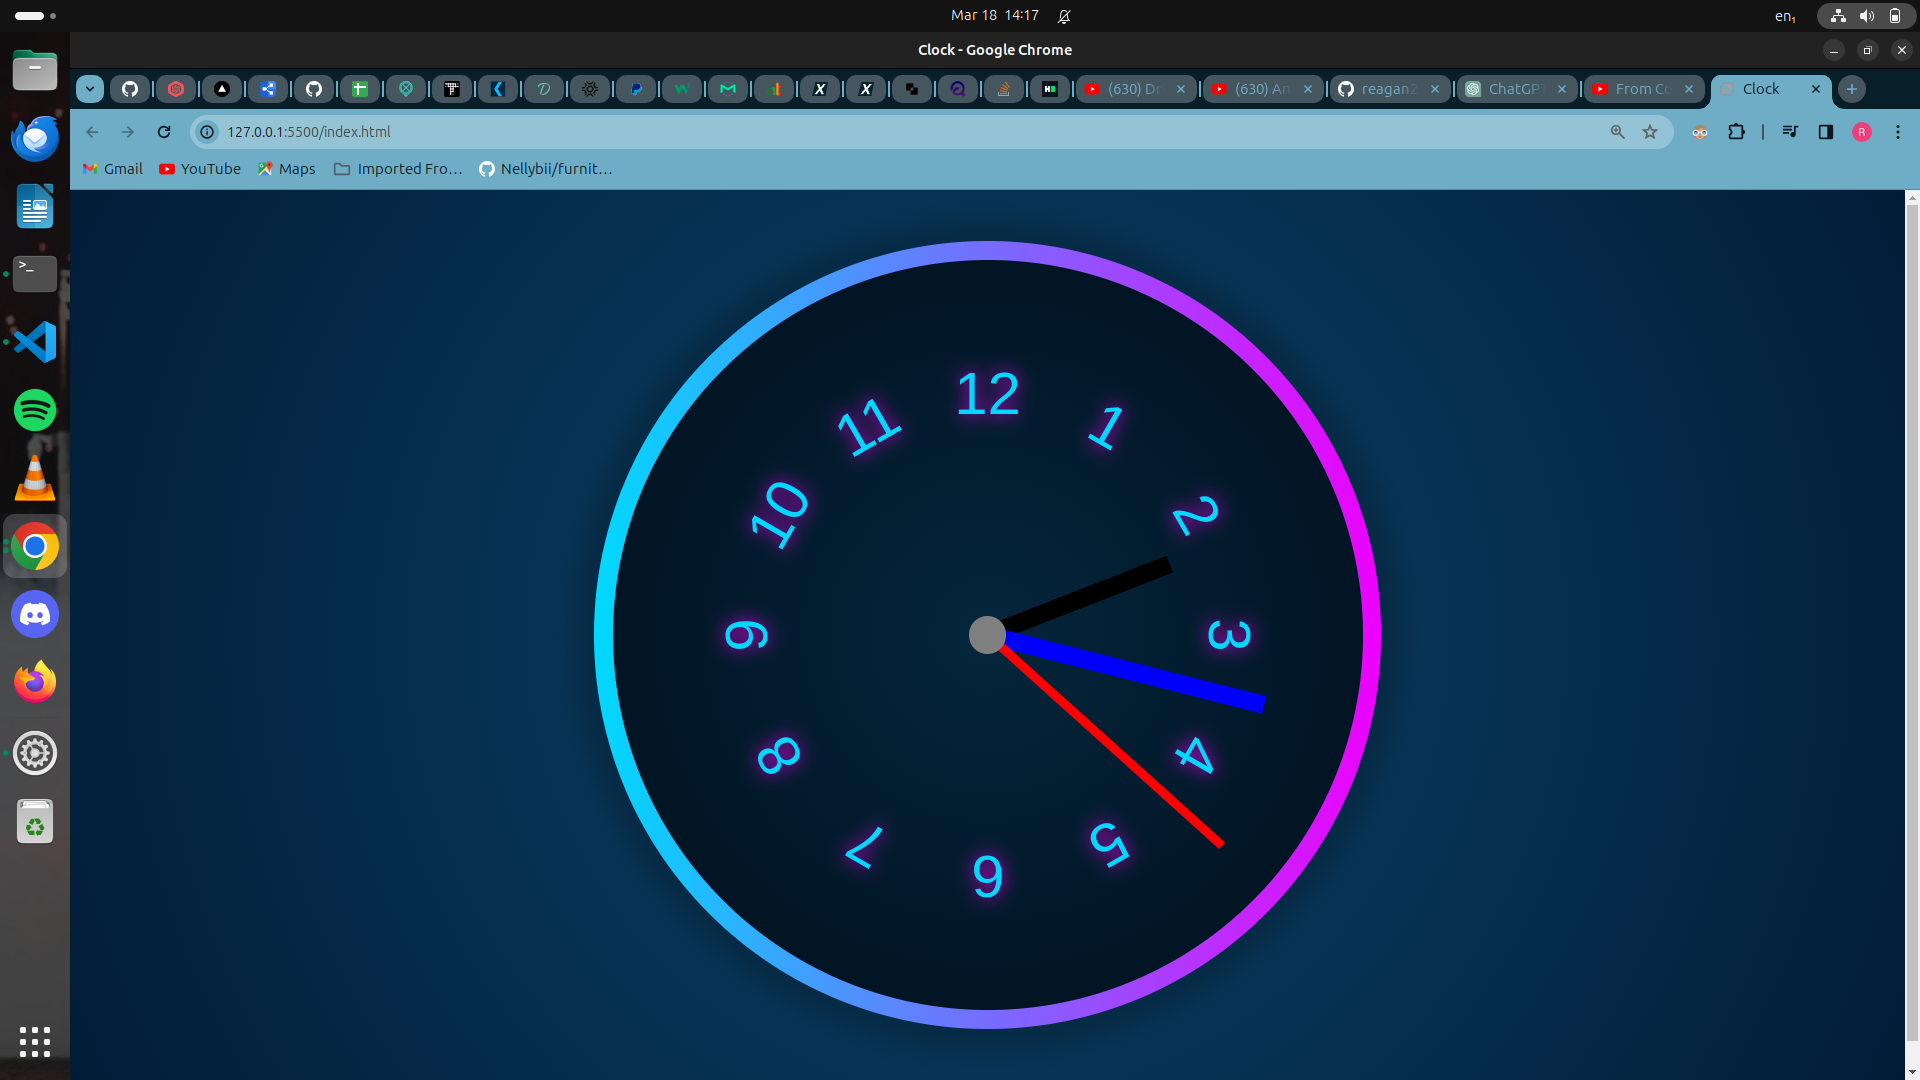 Mar 18 14:17
en₁
Clock - Google Chrome
(630) Dr
(630) An
reagan2
ChatGPT
From Co
Clock
127.0.0.1:5500/index.html
R
Gmail
YouTube
Maps
Imported Fro...
Nellybii/furnit...
12
11
1
10
2
9
3
8
4
7
5
6